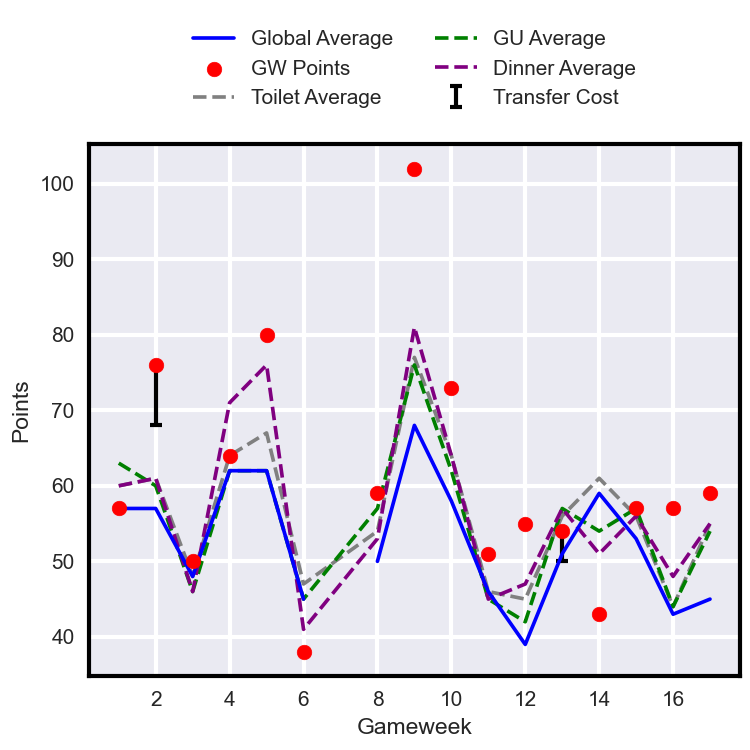 Global Average
GW Points
Toilet Average
GU Average
Dinner Average
Transfer Cost
100
90
80
70
60
50
40
Points
2 4 6 8 10 12 14 16
Gameweek